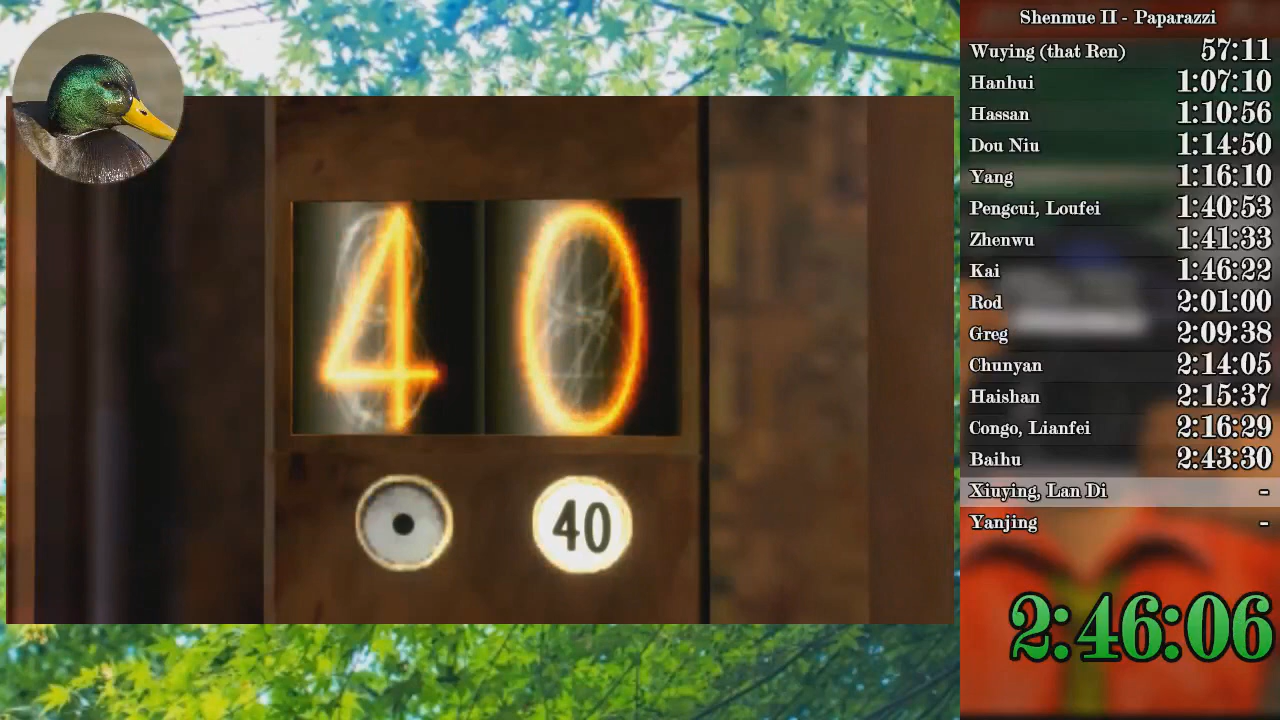 40
40
Shenmue II - Paparazzi
Wuying (that Ren) 57:11
Hanhui 1:07:10
Hassan 1:10:56
Dou Niu 1:14:50
Yang 1:16:10
Pengcui, Loufei 1:40:53
Zhenwu 1:41:33
Kai 1:46:22
Rod 2:01:00
Greg 2:09:38
Chunyan 2:14:05
Haishan 2:15:37
Congo, Lianfei 2:16:29
Baihu 2:43:30
Xiuying, Lan Di -
Yanjing -
2:46:06